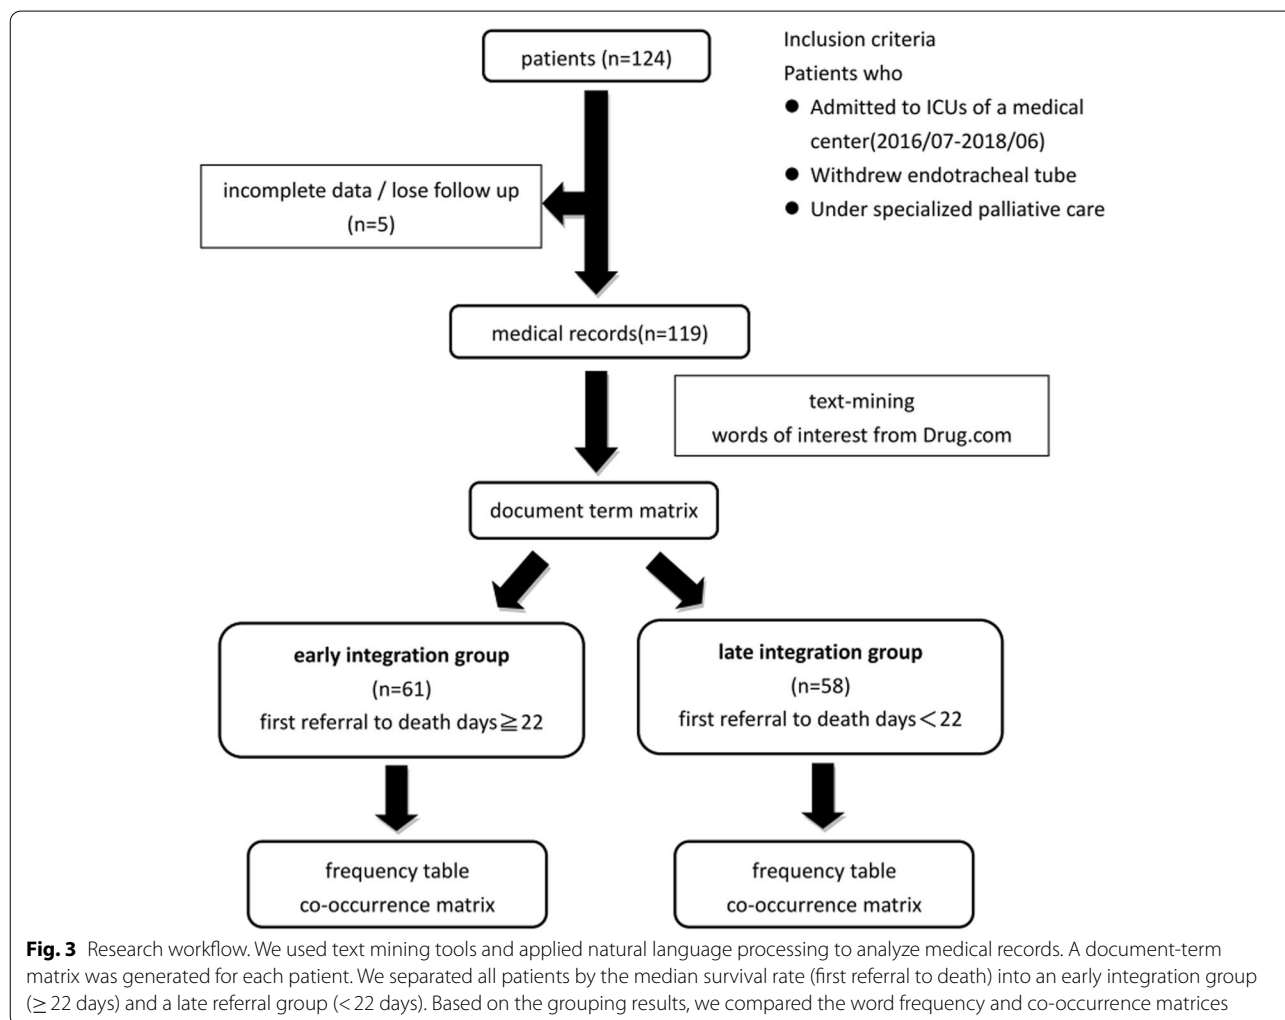 patients (n=124)
Inclusion criteria
Patients who
● Admitted to ICUs of a medical
center(2016/07-2018/06)
● Withdrew endotracheal tube
● Under specialized palliative care
incomplete data / lose follow up
(n=5)
medical records(n=119)
text-mining
words of interest from Drug.com
document term matrix
early integration group
(n=61)
first referral to death days≧22
late integration group
(n=58)
first referral to death days<22
frequency table
co-occurrence matrix
frequency table
co-occurrence matrix
Fig. 3 Research workflow. We used text mining tools and applied natural language processing to analyze medical records. A document-term
matrix was generated for each patient. We separated all patients by the median survival rate (first referral to death) into an early integration group
(≥ 22 days) and a late referral group (< 22 days). Based on the grouping results, we compared the word frequency and co-occurrence matrices